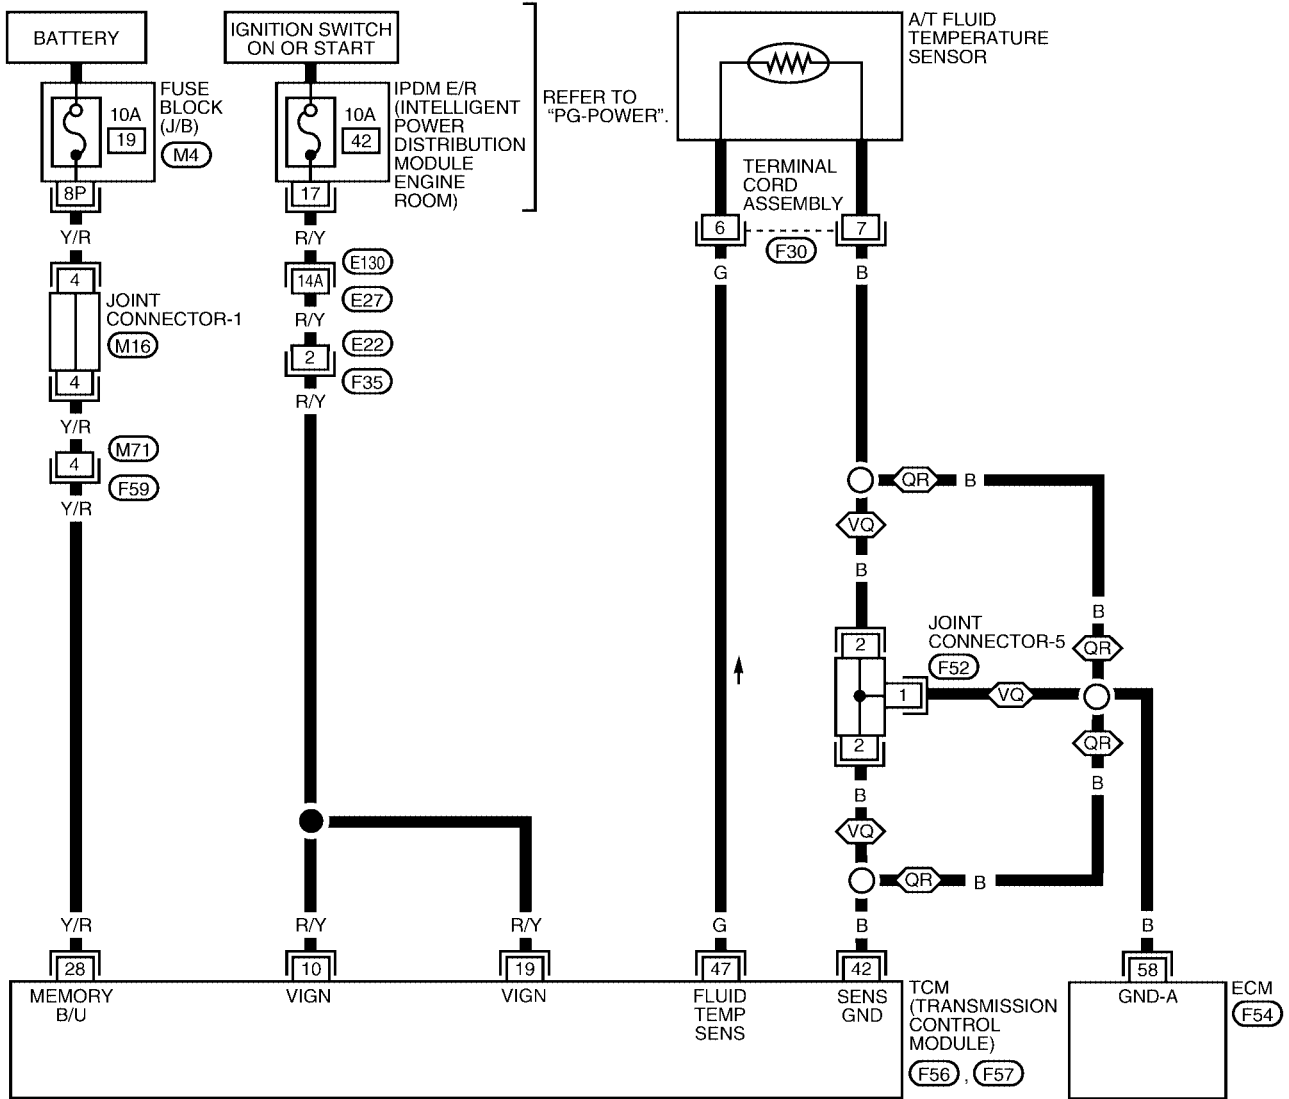 BATTERY
IGNITION SWITCH
ON OR START
A/T FLUID
TEMPERATURE
SENSOR
FUSE
BLOCK
(J/B)
M4
10A
19
8P
IPDM E/R
(INTELLIGENT
POWER
DISTRIBUTION
MODULE
ENGINE
ROOM)
10A
42
17
REFER TO
"PG-POWER".
TERMINAL
CORD
ASSEMBLY
6
7
F30
Y/R
R/Y
G
B
4
JOINT
CONNECTOR-1
M16
4
Y/R
4
M71
F59
Y/R
14A
E130
E27
R/Y
2
E22
F35
R/Y
QR
B
VQ
B
B
QR
2
JOINT
CONNECTOR-5
F52
1
VQ
2
QR
B
B
VQ
QR
B
Y/R
R/Y
R/Y
G
B
B
28
10
19
47
42
58
MEMORY
B/U
VIGN
VIGN
FLUID
TEMP
SENS
SENS
GND
TCM
(TRANSMISSION
CONTROL
MODULE)
F56 , F57
GND-A
ECM
F54